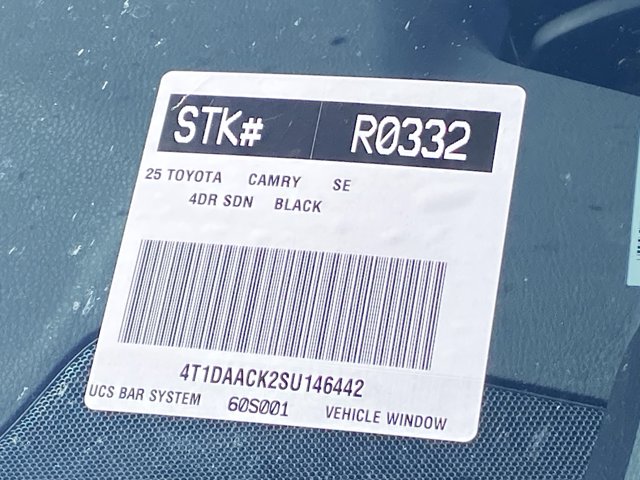 STK# R0332
25 TOYOTA CAMRY SE
4DR SDN BLACK
4T1DAACK2SU146442
UCS BAR SYSTEM 60S001 VEHICLE WINDOW